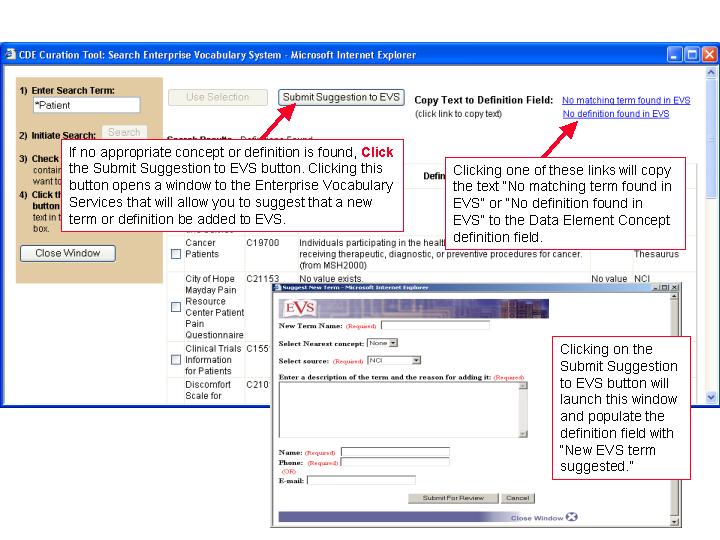 CDE Curation Tool: Search Enterprise Vocabulary System - Microsoft Internet Explorer
1) Enter Search Term:
*Patient
Use Selection
Submit Suggestion to EVS
Copy Text to Definition Field:
(click link to copy text)
No matching term found in EVS
No definition found in EVS
2) Initiate Search:
Search
3) Check
contain
want to
4) Click th
button
text in t
box.
Close Window
If no appropriate concept or definition is found, Click
the Submit Suggestion to EVS button. Clicking this
button opens a window to the Enterprise Vocabulary
Services that will allow you to suggest that a new
term or definition be added to EVS.
Clicking one of these links will copy
the text “No matching term found in
EVS” or “No definition found in
EVS” to the Data Element Concept
definition field.
Defin
Cancer
Patients
C19700
Individuals participating in the healt
receiving therapeutic, diagnostic, or preventive procedures for cancer.
(from MSH2000)
Thesaurus
City of Hope
Mayday Pain
Resource
Center Patient
Pain
Questionnaire
C21153
No value exists.
No value
NCI
Clinical Trials
Information
for Patients
C155
Discomfort
Scale for
C210
Suggest New Term - Microsoft Internet Explorer
EVS
New Term Name: (Required)
Select Nearest concept: None
Select source: (Required) NCI
Enter a description of the term and the reason for adding it: (Required)
Name: (Required)
Phone: (Required)
(OR)
E-mail:
Submit For Review
Cancel
Close Window
Clicking on the
Submit Suggestion
to EVS button will
launch this window
and populate the
definition field with
“New EVS term
suggested.”